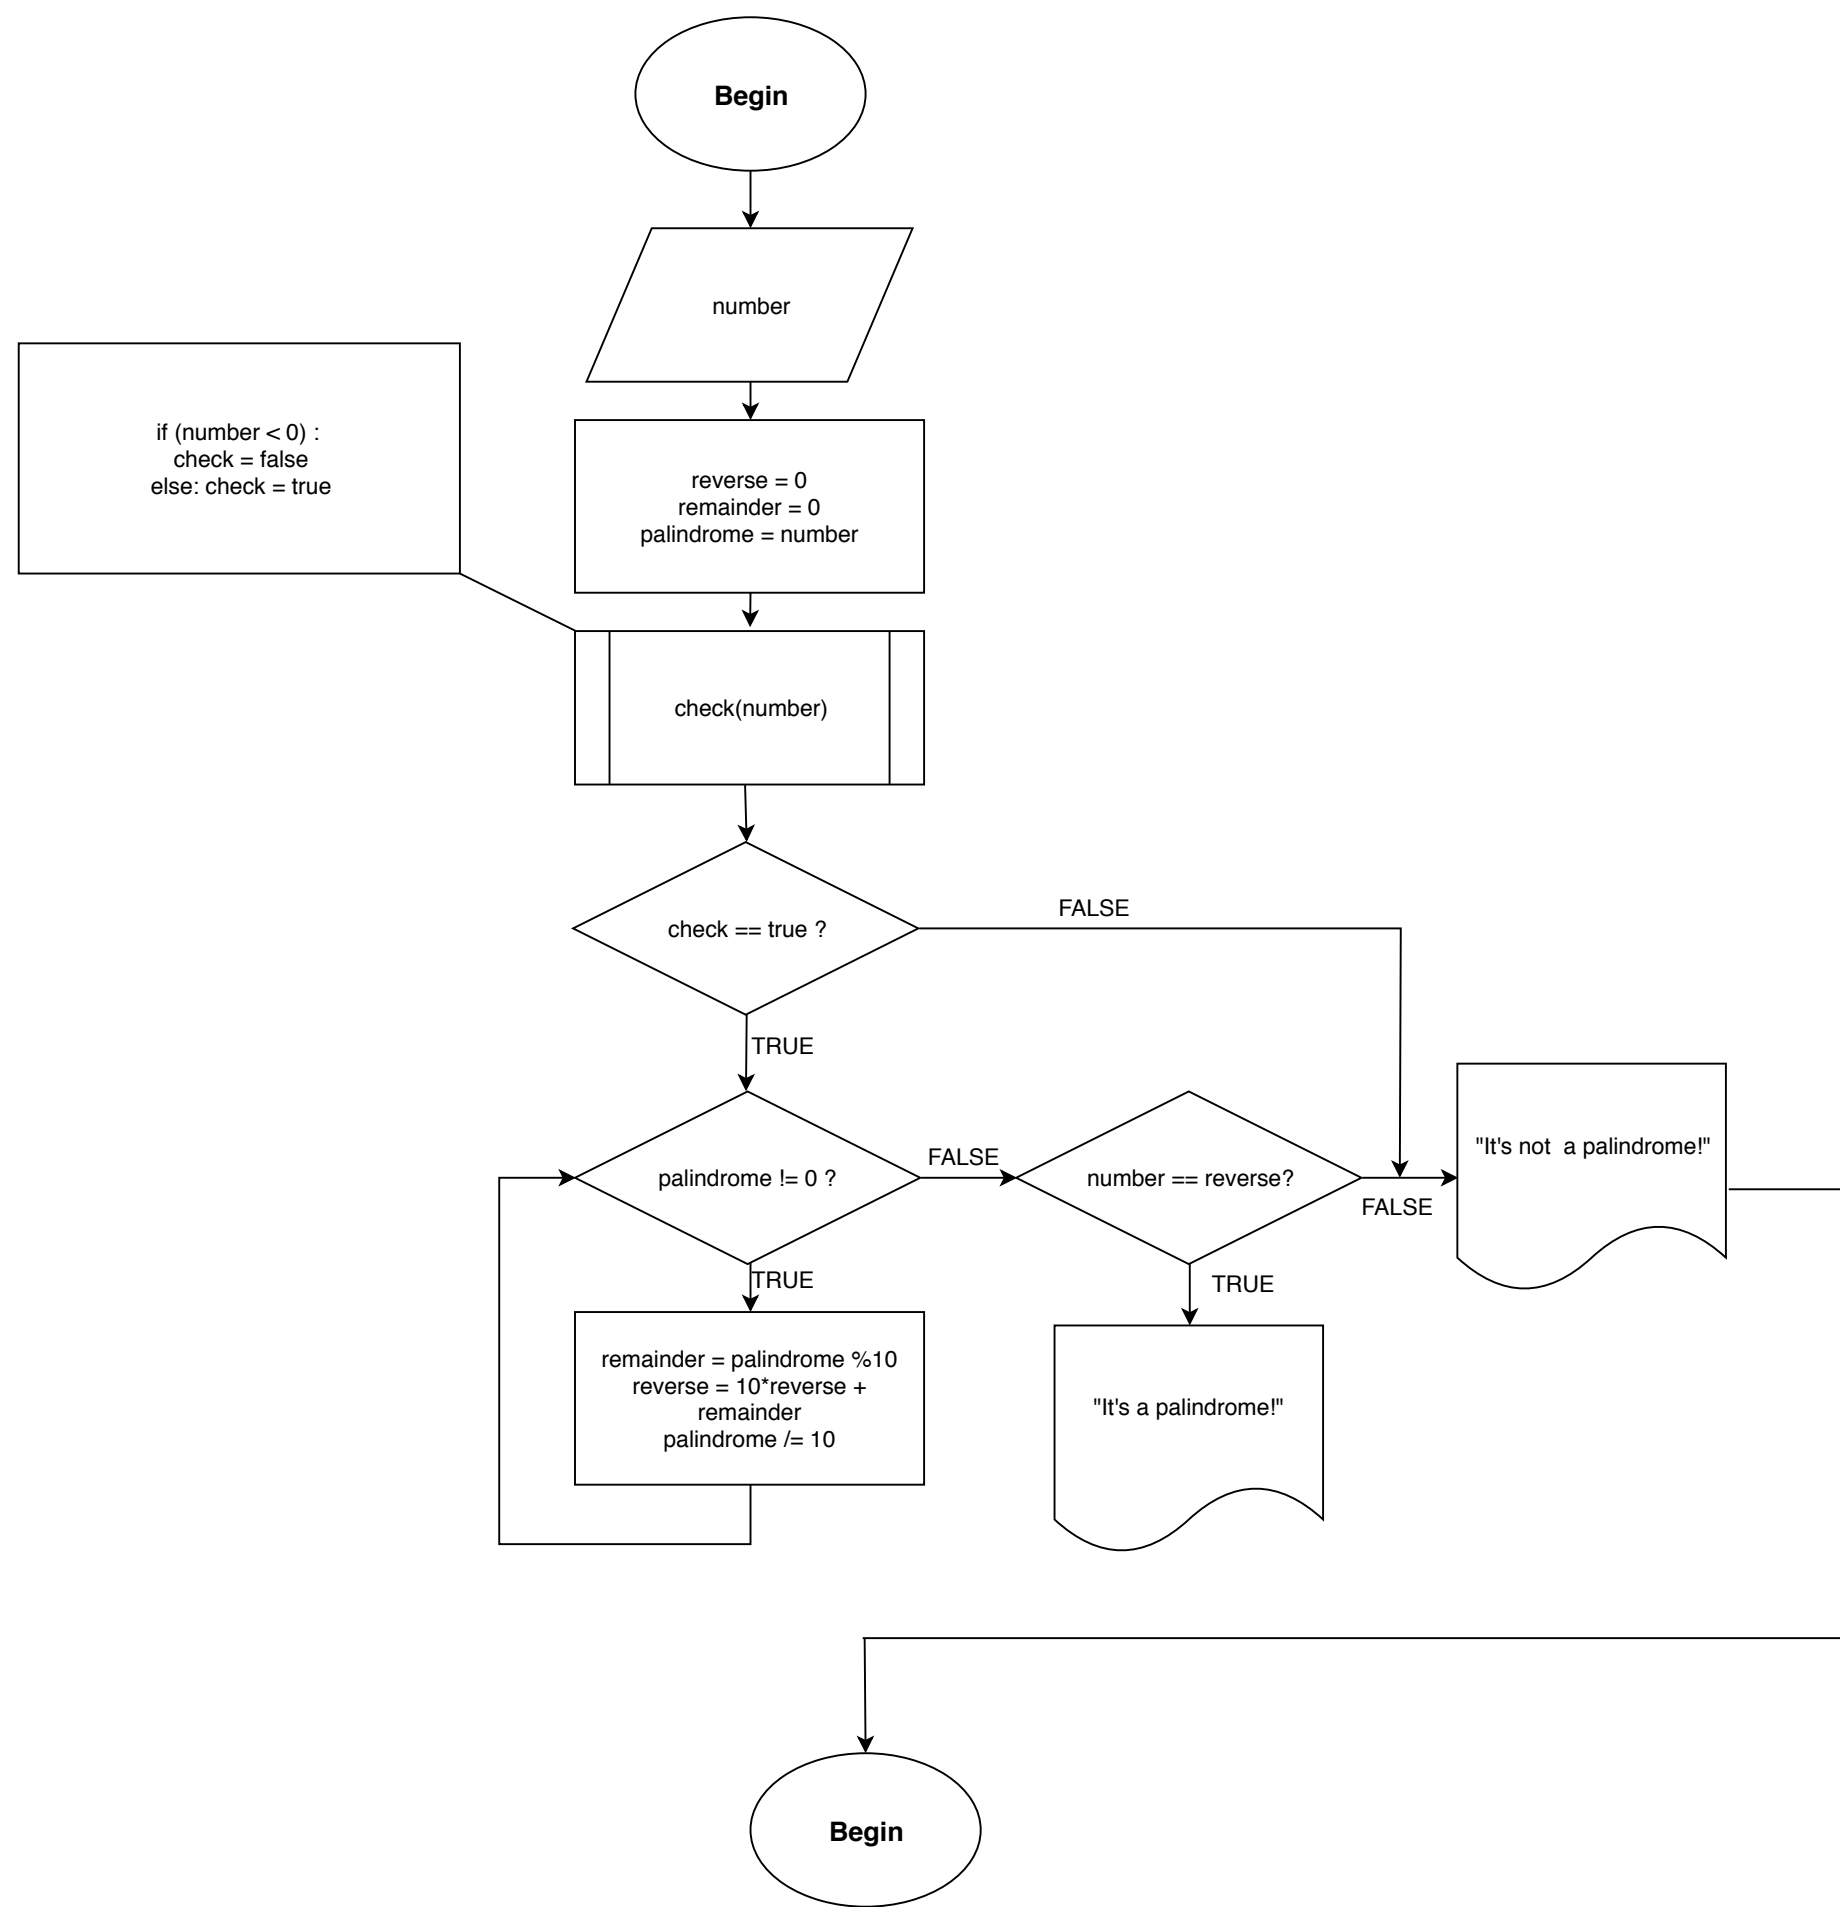 Begin
number
if (number < 0) :
check = false
else: check = true
reverse = 0
remainder = 0
palindrome = number
check(number)
check == true ?
FALSE
TRUE
palindrome != 0 ?
FALSE
number == reverse?
FALSE
"It's not  a palindrome!"
TRUE
TRUE
remainder = palindrome %10
reverse = 10*reverse +
remainder
palindrome /= 10
"It's a palindrome!"
Begin